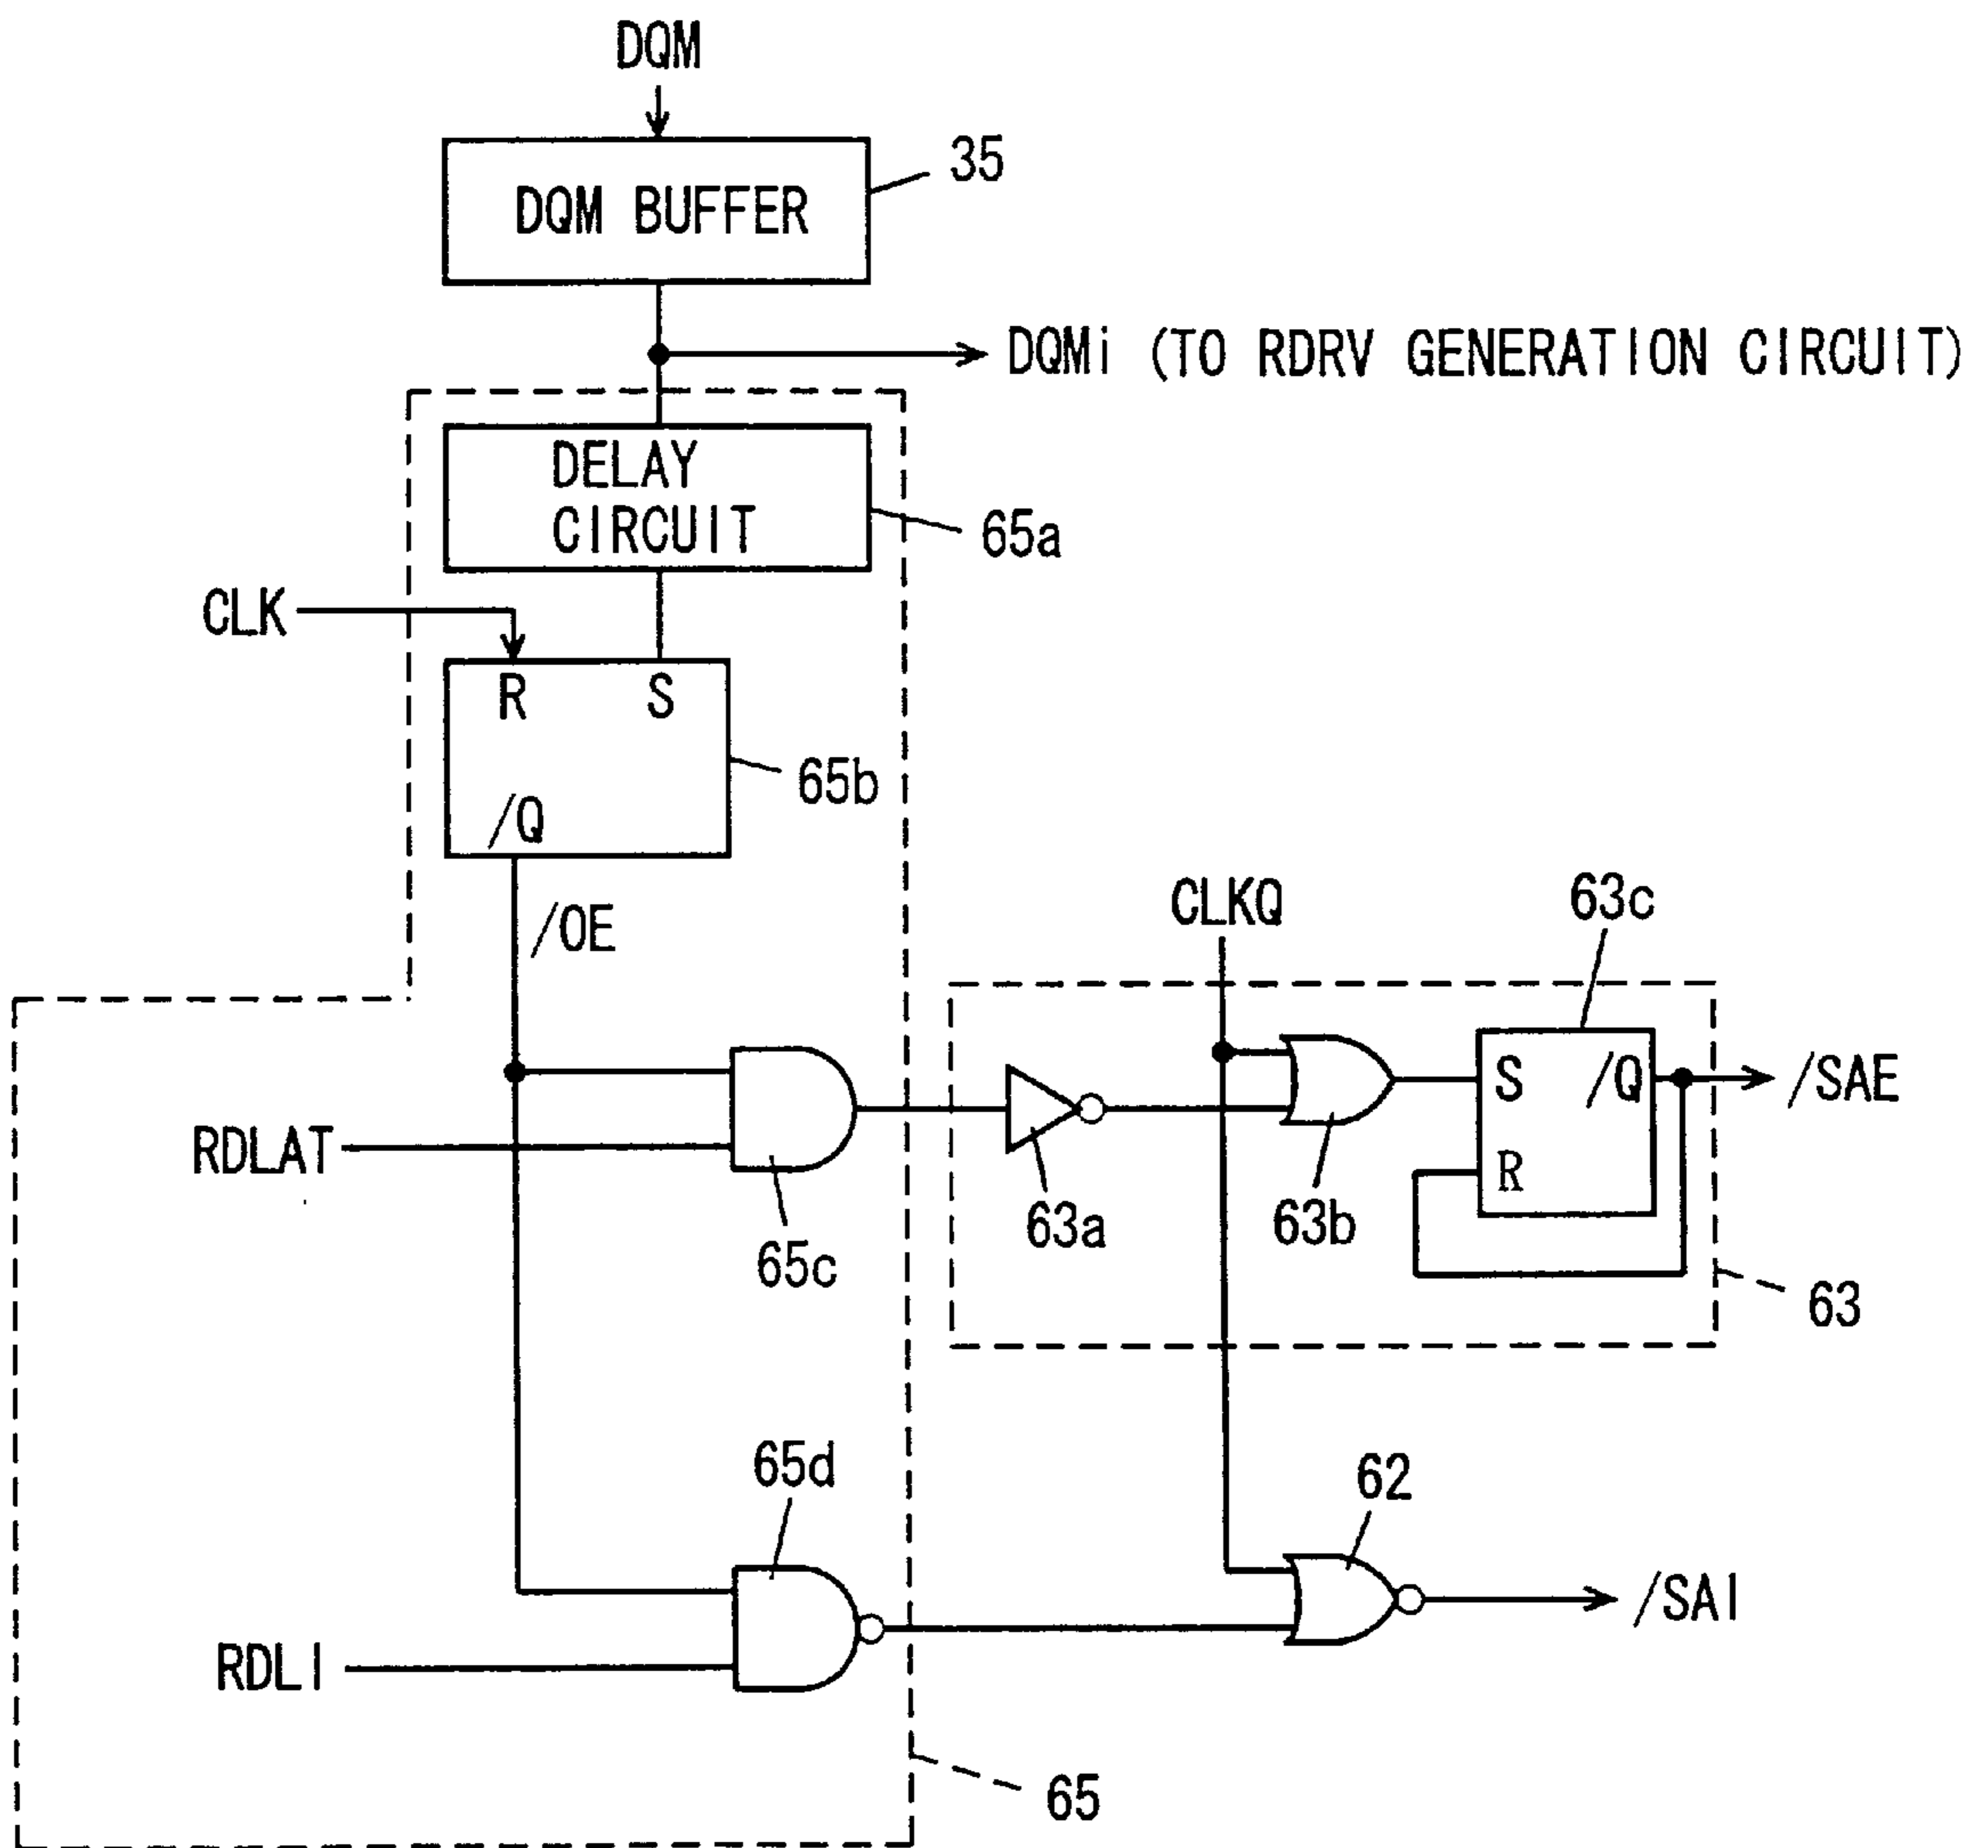 DQM
DQM BUFFER
35
DQMi (TO RDRV GENERATION CIRCUIT)
DELAY
CIRCUIT
65a
CLK
R S
65b
/Q
/OE
CLKQ
63c
S /Q
/SAE
RDLAT
R
63a
63b
65c
63
65d
62
/SAI
RDLI
65